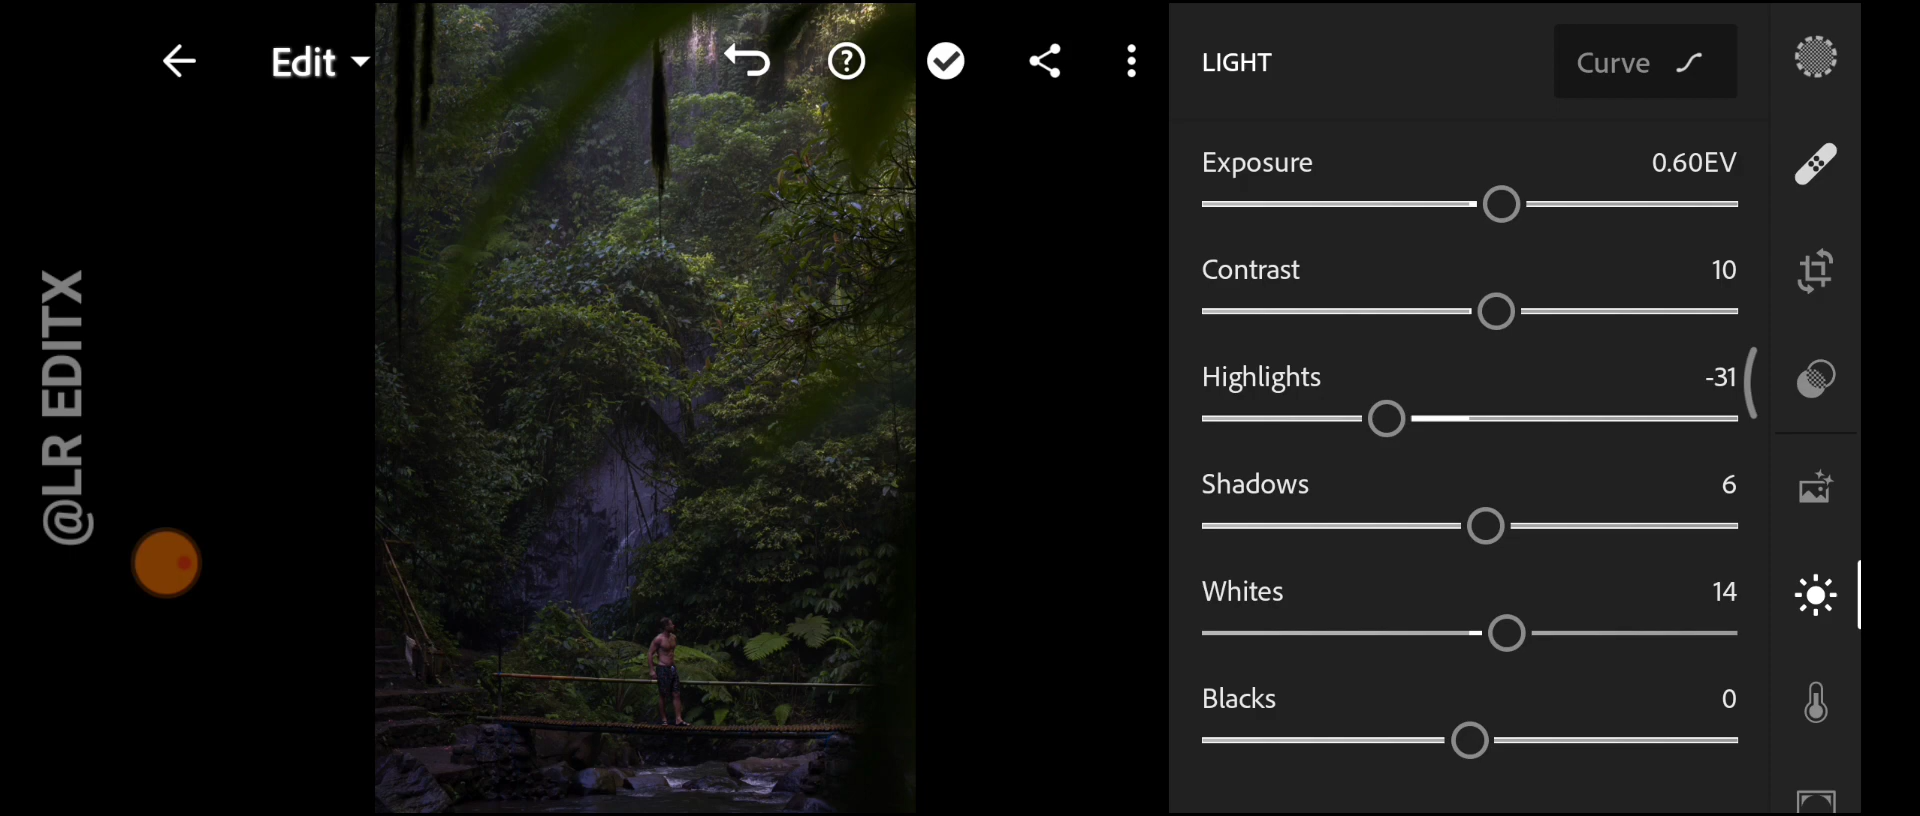 Edit
LIGHT
Curve
Exposure
0.60EV
Contrast
10
Highlights
-31
Shadows
6
Whites
14
Blacks
0
@LR EDITX